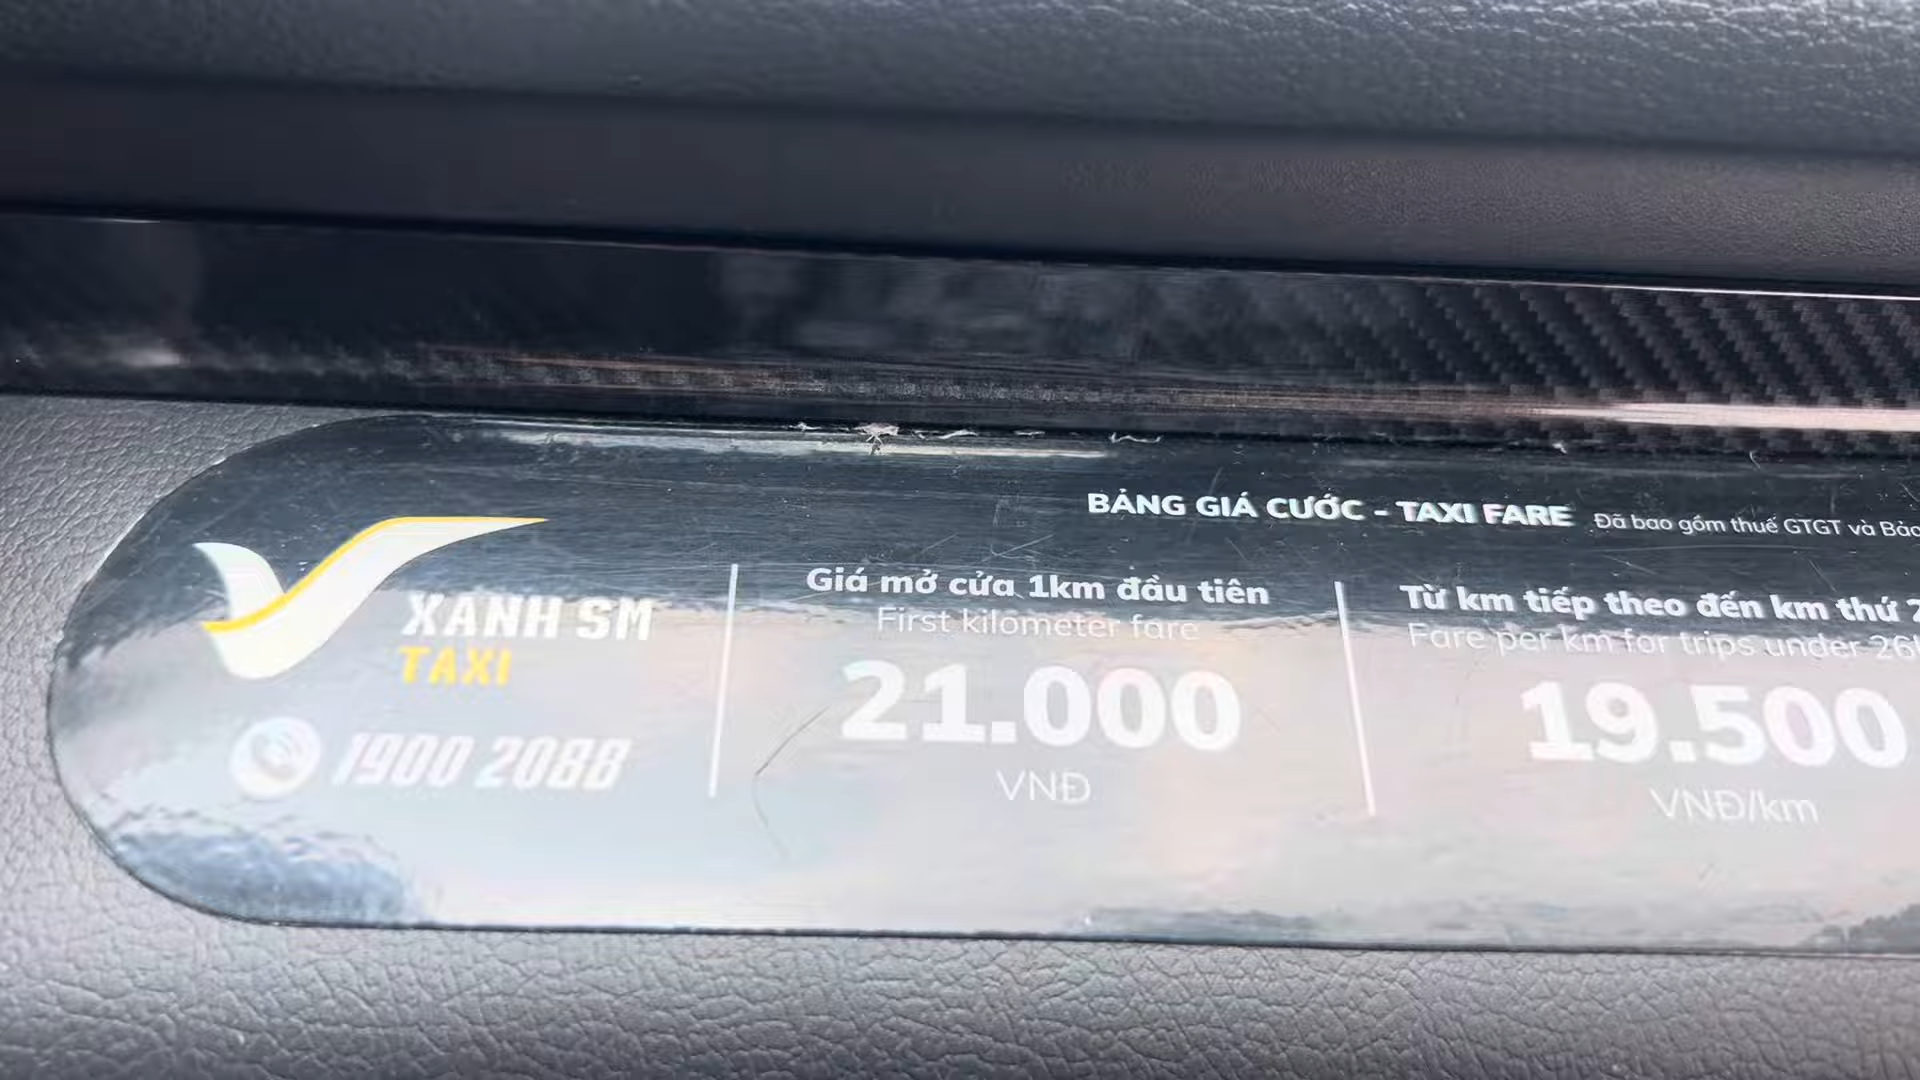 BẢNG GIÁ CƯỚC - TAXI FARE Đã bao gồm thuế GTGT và
XANH SM
TAXI
1900 2088
Giá mở cửa 1km đầu tiên
First kilometer fare
21.000
VNĐ
Từ km tiếp theo đến km thứ
Fare per km for trips under
19.500
VNĐ/km